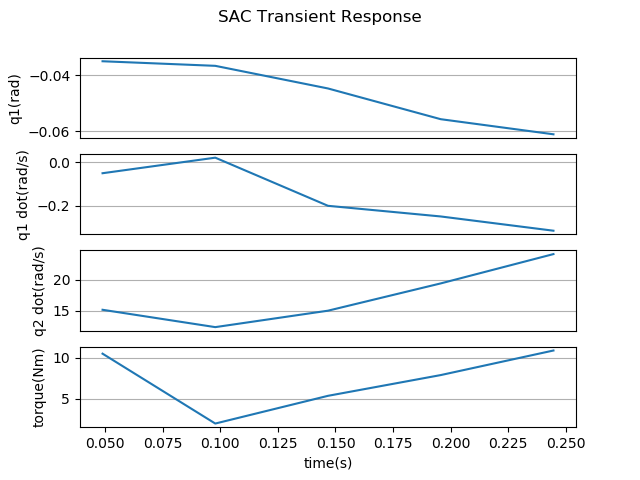 SAC Transient Response
q1(rad)
−0.04
−0.06
q1 dot(rad/s)
0.0
−0.2
q2 dot(rad/s)
20
15
torque(Nm)
10
5
0.050 0.075 0.100 0.125 0.150 0.175 0.200 0.225 0.250
time(s)